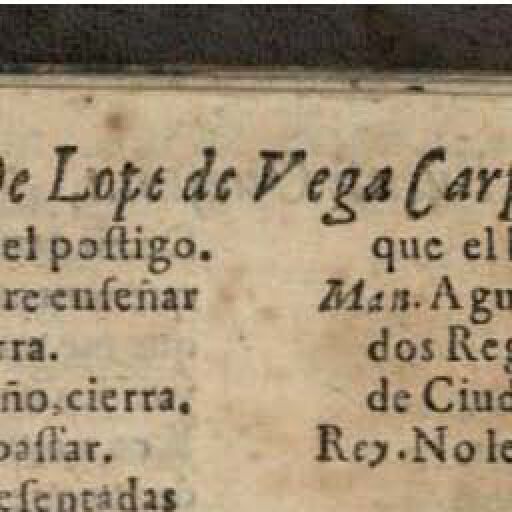 De Lope de Vega Carp
el postigo.
re enseñar
rra.
ño, cierra.
passar.
esentadas
que el
Man. Agu
dos Reg
de Ciud
Rey. No le